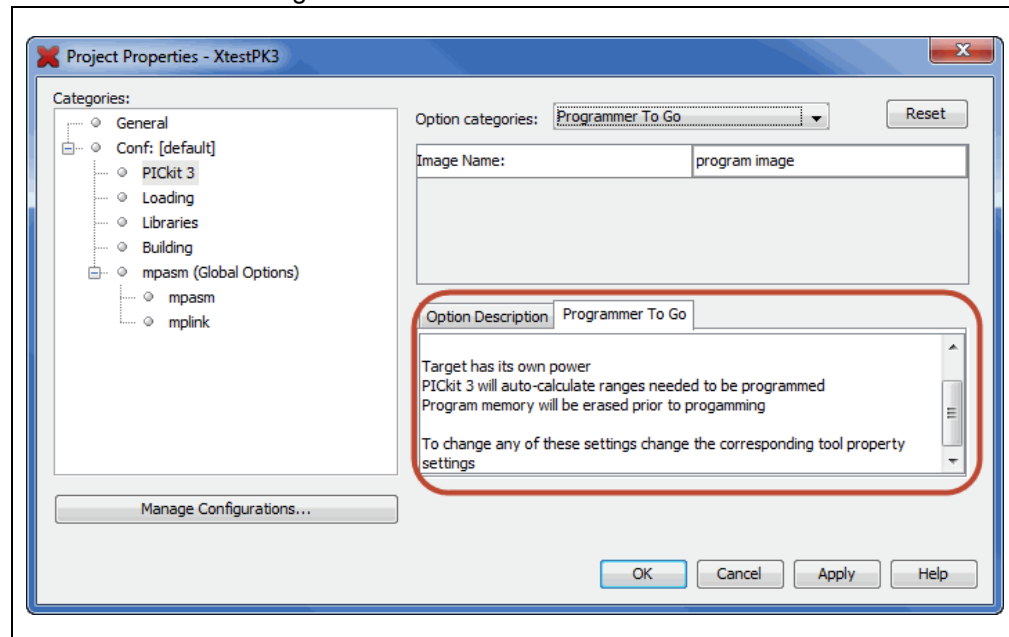 Project Properties - XtestPK3
Categories:
General
Conf: [default]
PICkit 3
Loading
Libraries
Building
mpasm (Global Options)
mpasm
mplink
Manage Configurations...
Option categories: Programmer To Go Reset
Image Name: program image
Option Description Programmer To Go
Target has its own power
PICkit 3 will auto-calculate ranges needed to be programmed
Program memory will be erased prior to progamming
To change any of these settings change the corresponding tool property
settings
OK Cancel Apply Help